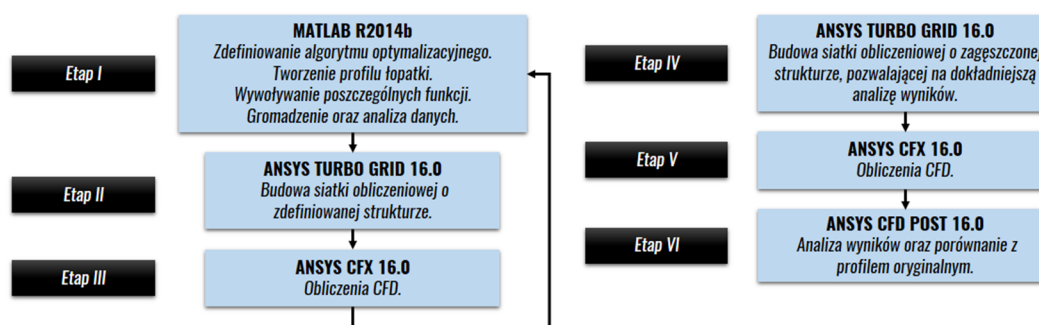 Etap I
MATLAB R2014b
Zdefiniowanie algorytmu optymalizacyjnego.
Tworzenie profilu łopatki.
Wywoływanie poszczególnych funkcji.
Gromadzenie oraz analiza danych.
Etap II
ANSYS TURBO GRID 16.0
Budowa siatki obliczeniowej o
zdefiniowanej strukturze.
Etap III
ANSYS CFX 16.0
Obliczenia CFD.
Etap IV
ANSYS TURBO GRID 16.0
Budowa siatki obliczeniowej o zagęszczonej
strukturze, pozwalającej na dokładniejszą
analizę wyników.
Etap V
ANSYS CFX 16.0
Obliczenia CFD.
Etap VI
ANSYS CFD POST 16.0
Analiza wyników oraz porównanie z
profilem oryginalnym.